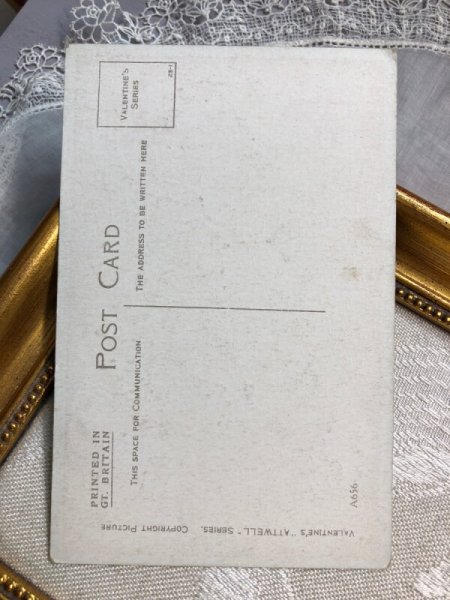 PRINTED IN
GT. BRITAIN
POST CARD
VALENTINE'S
SERIES
THIS SPACE FOR COMMUNICATION
THE ADDRESS TO BE WRITTEN HERE
A656
VALENTINE'S "ATTWELL" SERIES. COPYRIGHT PICTURE